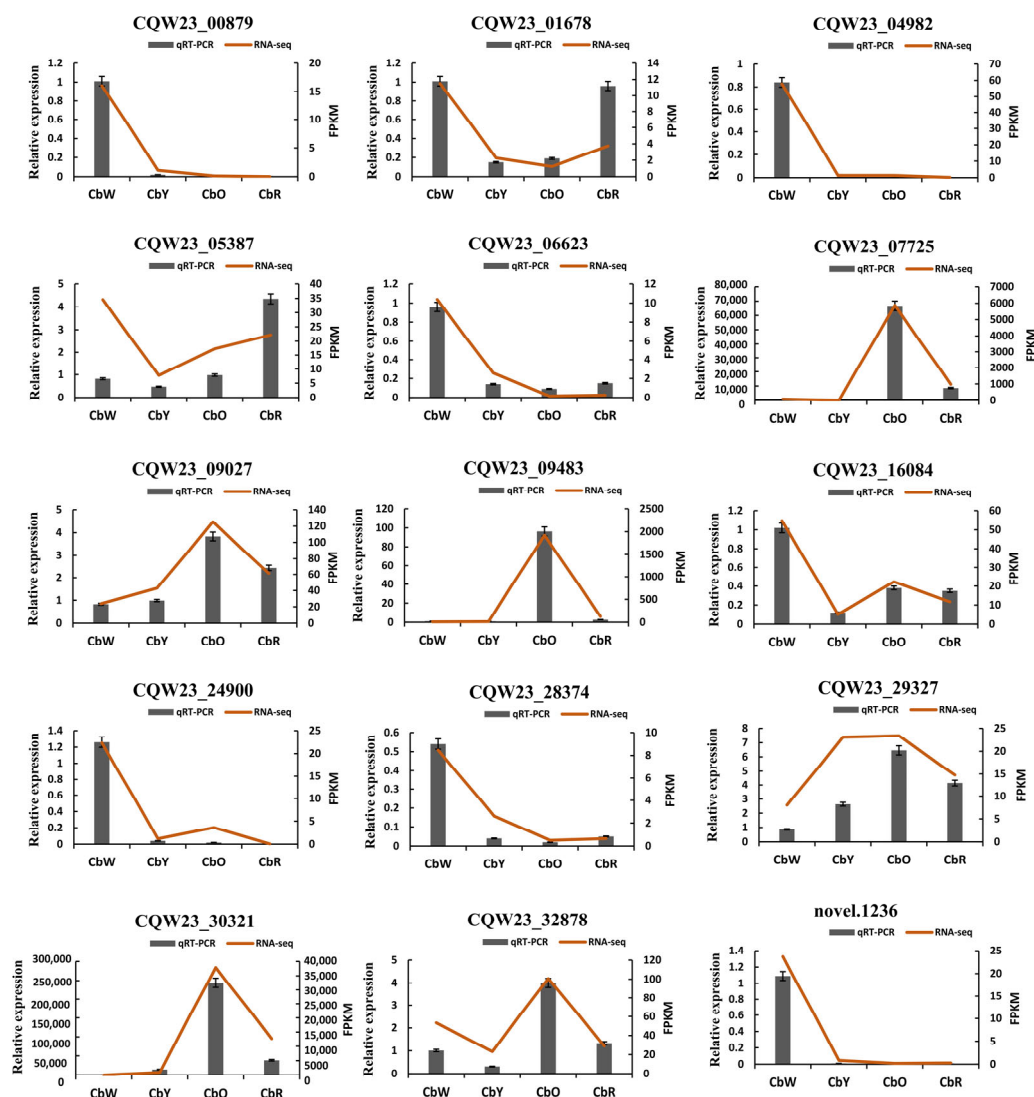 CQW23_00879
qRT-PCR RNA-seq
Relative expression
1.2
1
0.8
0.6
0.4
0.2
0
20
15
10
5
0
FPKM
CbW CbY CbO CbR
CQW23_01678
qRT-PCR RNA-seq
Relative expression
1.2
1
0.8
0.6
0.4
0.2
0
14
12
10
8
6
4
2
0
FPKM
CbW CbY CbO CbR
CQW23_04982
qRT-PCR RNA-seq
Relative expression
1
0.8
0.6
0.4
0.2
0
70
60
50
40
30
20
10
0
FPKM
CbW CbY CbO CbR
CQW23_05387
qRT-PCR RNA-seq
Relative expression
5
4
3
2
1
0
40
35
30
25
20
15
10
5
0
FPKM
CbW CbY CbO CbR
CQW23_06623
qRT-PCR RNA-seq
Relative expression
1.2
1
0.8
0.6
0.4
0.2
0
12
10
8
6
4
2
0
FPKM
CbW CbY CbO CbR
CQW23_07725
qRT-PCR RNA-seq
Relative expression
80,000
70,000
60,000
50,000
40,000
30,000
20,000
10,000
0
7000
6000
5000
4000
3000
2000
1000
0
FPKM
CbW CbY CbO CbR
CQW23_09027
qRT-PCR RNA-seq
Relative expression
5
4
3
2
1
0
140
120
100
80
60
40
20
0
FPKM
CbW CbY CbO CbR
CQW23_09483
qRT-PCR RNA-seq
Relative expression
120
100
80
60
40
20
0
2500
2000
1500
1000
500
0
FPKM
CbW CbY CbO CbR
CQW23_16084
qRT-PCR RNA-seq
Relative expression
1.2
1
0.8
0.6
0.4
0.2
0
60
50
40
30
20
10
0
FPKM
CbW CbY CbO CbR
CQW23_24900
qRT-PCR RNA-seq
Relative expression
1.4
1.2
1
0.8
0.6
0.4
0.2
0
25
20
15
10
5
0
FPKM
CbW CbY CbO CbR
CQW23_28374
qRT-PCR RNA-seq
Relative expression
0.6
0.5
0.4
0.3
0.2
0.1
0
10
8
6
4
2
0
FPKM
CbW CbY CbO CbR
CQW23_29327
qRT-PCR RNA-seq
Relative expression
8
7
6
5
4
3
2
1
0
25
20
15
10
5
0
FPKM
CbW CbY CbO CbR
CQW23_30321
qRT-PCR RNA-seq
Relative expression
300,000
250,000
200,000
150,000
100,000
50,000
0
40,000
35,000
30,000
25,000
20,000
15,000
10,000
5000
0
FPKM
CbW CbY CbO CbR
CQW23_32878
qRT-PCR RNA-seq
Relative expression
5
4
3
2
1
0
120
100
80
60
40
20
0
FPKM
CbW CbY CbO CbR
novel.1236
qRT-PCR RNA-seq
Relative expression
1.4
1.2
1
0.8
0.6
0.4
0.2
0
25
20
15
10
5
0
FPKM
CbW CbY CbO CbR